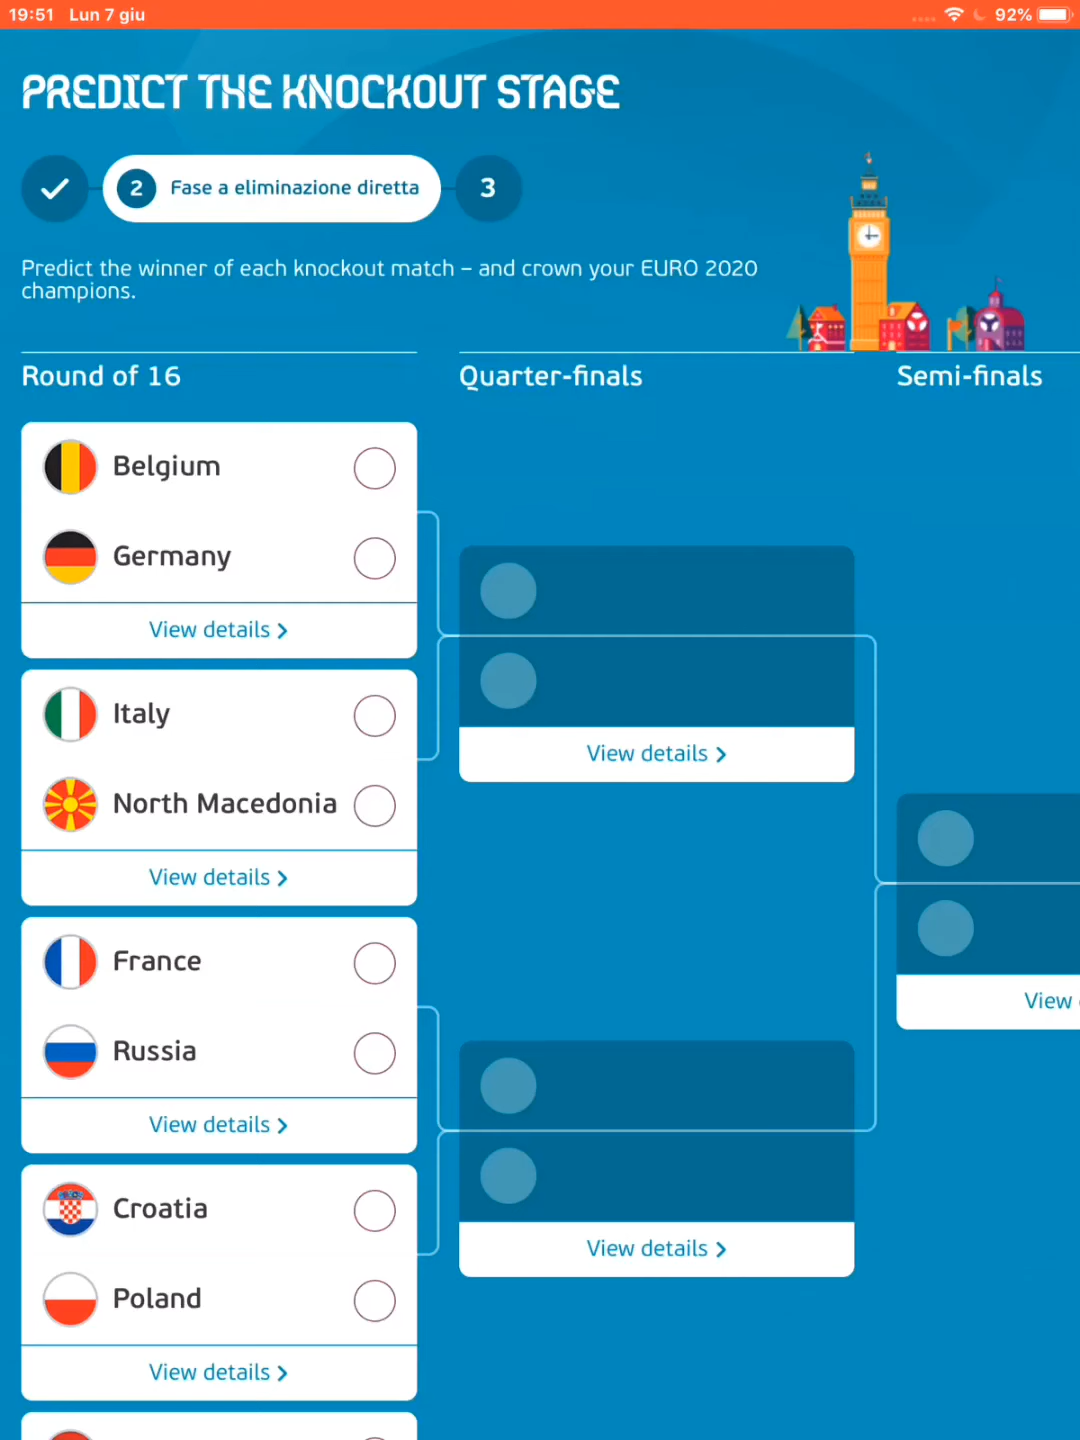 19:51 Lun 7 giu 92%
PREDICT THE KNOCKOUT STAGE
2 Fase a eliminazione diretta 3
Predict the winner of each knockout match – and crown your EURO 2020
champions.
Round of 16 Quarter-finals Semi-finals
Belgium
Germany
View details
Italy
View details
North Macedonia
View details
France
View
Russia
View details
Croatia
View details
Poland
View details